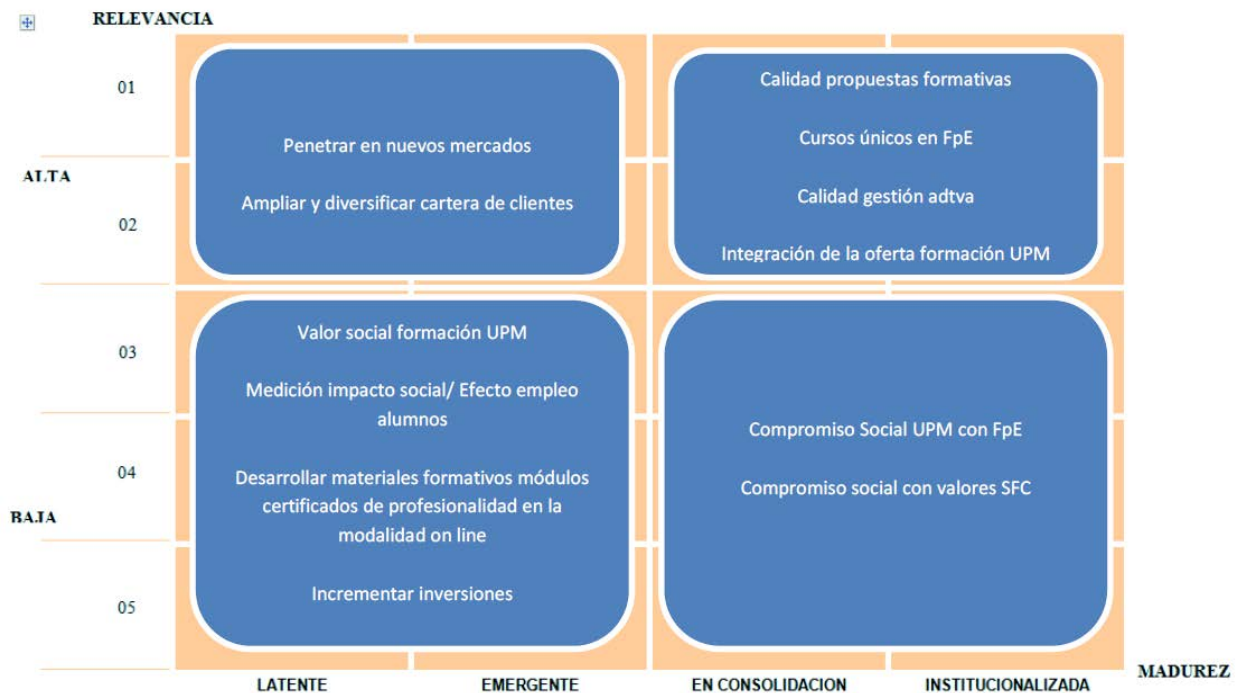 RELEVANCIA
01
ALTA
02
03
04
BAJA
05
Penetrar en nuevos mercados
Ampliar y diversificar cartera de clientes
Calidad propuestas formativas
Cursos únicos en FpE
Calidad gestión adtva
Integración de la oferta formación UPM
Valor social formación UPM
Medición impacto social/ Efecto empleo
alumnos
Desarrollar materiales formativos módulos
certificados de profesionalidad en la
modalidad on line
Incrementar inversiones
Compromiso Social UPM con FpE
Compromiso social con valores SFC
LATENTE
EMERGENTE
EN CONSOLIDACION
INSTITUCIONALIZADA
MADUREZ